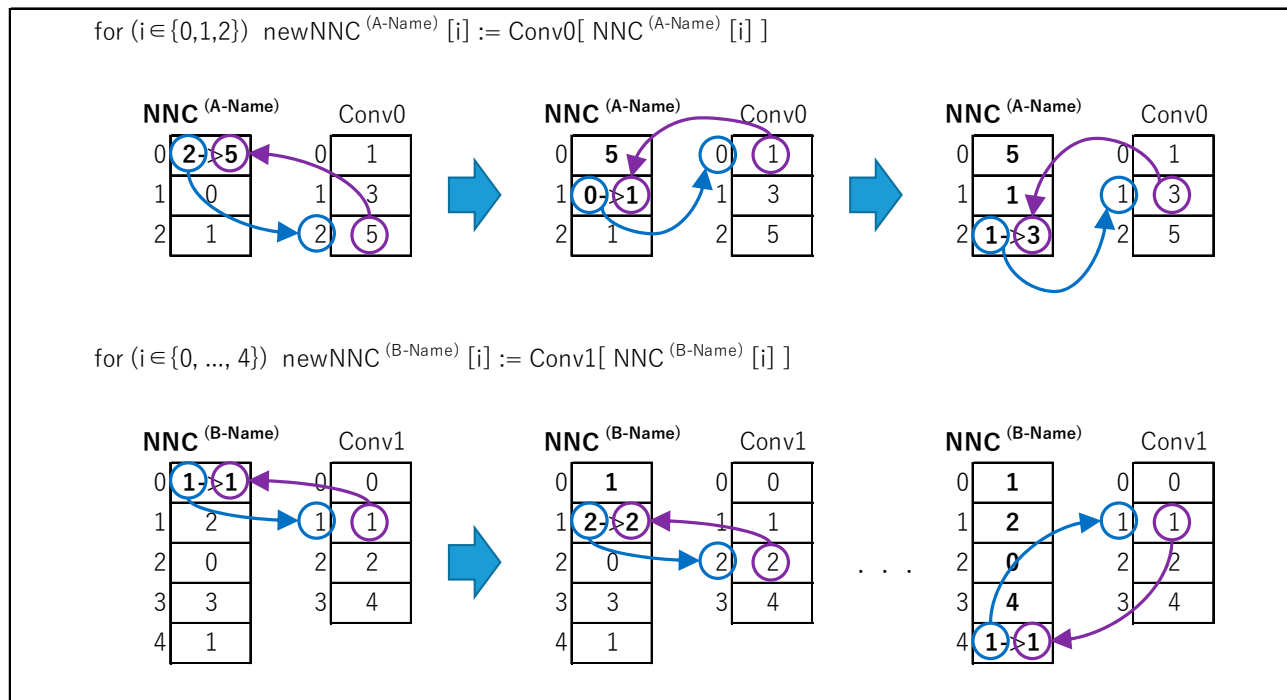 for (i∈{0,1,2}) newNNC (A-Name) [i] := Conv0[ NNC (A-Name) [i] ]
NNC (A-Name) Conv0 NNC (A-Name) Conv0 NNC (A-Name) Conv0
0 2->5 0 1 0 5 0 1 0 5 0 1
1 0 1 3 1 0->1 1 3 1 1 1 3
2 1 2 5 2 1 2 5 2 1->3 2 5
for (i∈{0, ..., 4}) newNNC (B-Name) [i] := Conv1[ NNC (B-Name) [i] ]
NNC (B-Name) Conv1 NNC (B-Name) Conv1 NNC (B-Name) Conv1
0 1->1 0 0 0 1 0 0 0 1 0 0
1 2 1 1 1 2->2 1 1 1 2 1 1
2 0 2 2 2 0 2 2 . . . 2 0 2 2
3 3 3 4 3 3 3 4 3 4 3 4
4 1 4 1 4 1->1